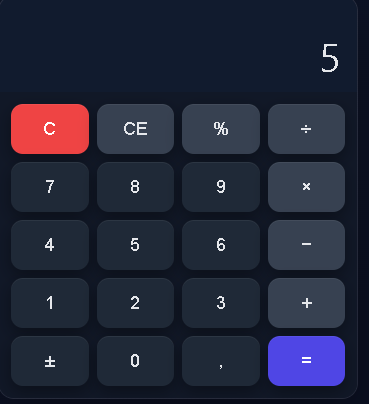 5
C CE % ÷
7 8 9 ×
4 5 6 −
1 2 3 +
± 0 , =